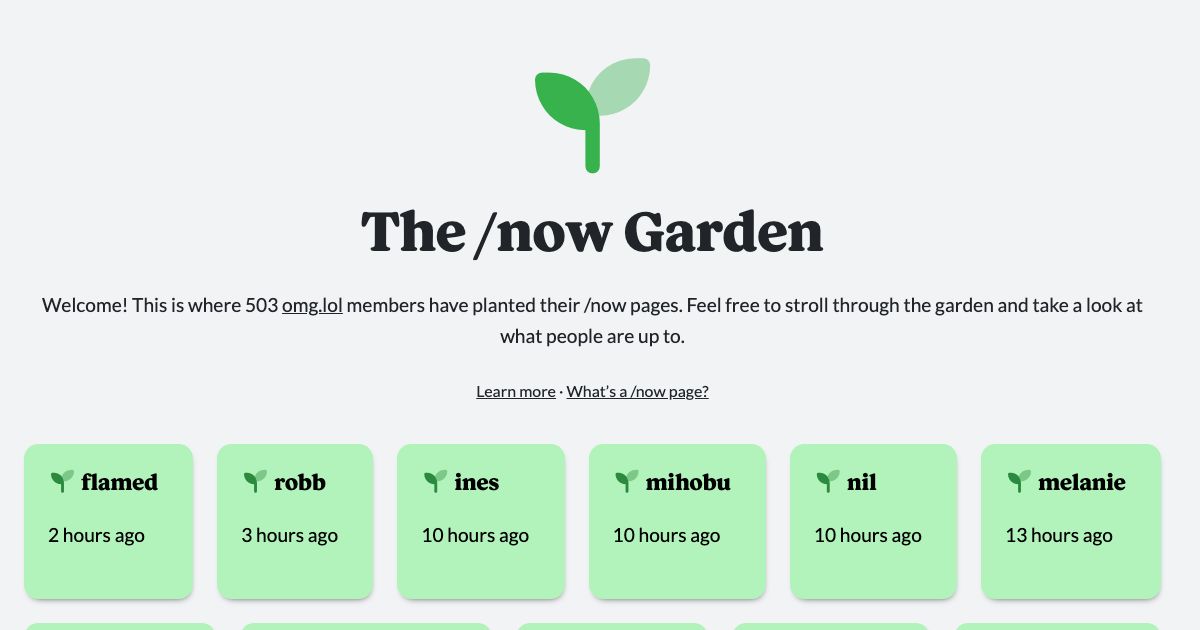 The /now Garden
Welcome! This is where 503 omg.lol members have planted their /now pages. Feel free to stroll through the garden and take a look at
what people are up to.
Learn more · What’s a /now page?
flamed
2 hours ago
robb
3 hours ago
ines
10 hours ago
mihobu
10 hours ago
nil
10 hours ago
melanie
13 hours ago